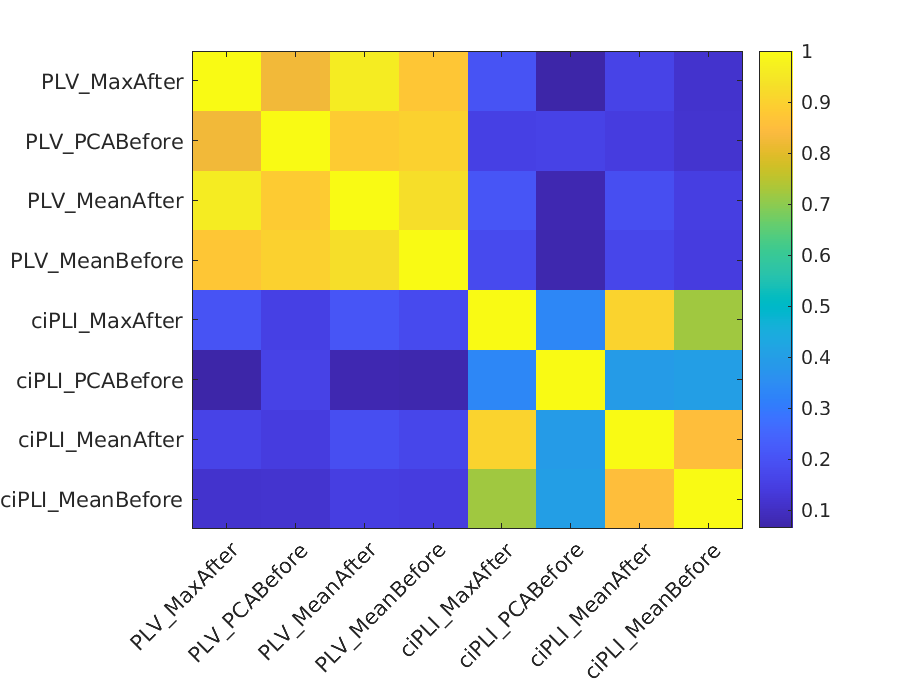 PLV_MaxAfter
PLV_PCABefore
PLV_MeanAfter
PLV_MeanBefore
ciPLI_MaxAfter
ciPLI_PCABefore
ciPLI_MeanAfter
ciPLI_MeanBefore
PLV_MaxAfter
PLV_PCABefore
PLV_MeanAfter
PLV_MeanBefore
ciPLI_MaxAfter
ciPLI_PCABefore
ciPLI_MeanAfter
ciPLI_MeanBefore
1
0.9
0.8
0.7
0.6
0.5
0.4
0.3
0.2
0.1